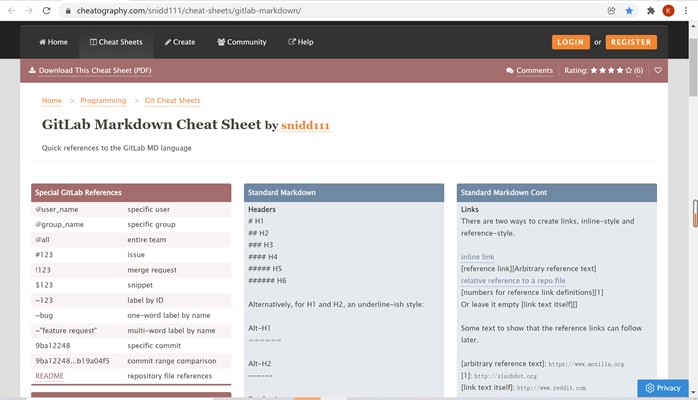 cheatography.com/snidd111/cheat-sheets/gitlab-markdown/
K
Home
Cheat Sheets
Create
Community
Help
LOGIN or REGISTER
Download This Cheat Sheet (PDF)
Comments
Rating: (6)
Home > Programming > Git Cheat Sheets
GitLab Markdown Cheat Sheet by snidd111
Quick references to the GitLab MD language
Special GitLab References
@user_name specific user
@group_name specific group
@all entire team
#123 issue
!123 merge request
$123 snippet
~123 label by ID
~bug one-word label by name
~"feature request" multi-word label by name
9ba12248 specific commit
9ba12248...b19a04f5 commit range comparison
README repository file references
Standard Markdown
Headers
# H1
## H2
### H3
#### H4
##### H5
###### H6
Alternatively, for H1 and H2, an underline-ish style:
Alt-H1
======
Alt-H2
------
Standard Markdown Cont
Links
There are two ways to create links, inline-style and
reference-style.
inline link
[reference link][Arbitrary reference text]
relative reference to a repo file
[numbers for reference link definitions][1]
Or leave it empty [link text itself][]
Some text to show that the reference links can follow
later.
[arbitrary reference text]: https://www.mozilla.org
[1]: http://slashdot.org
[link text itself]: http://www.reddit.com
Privacy